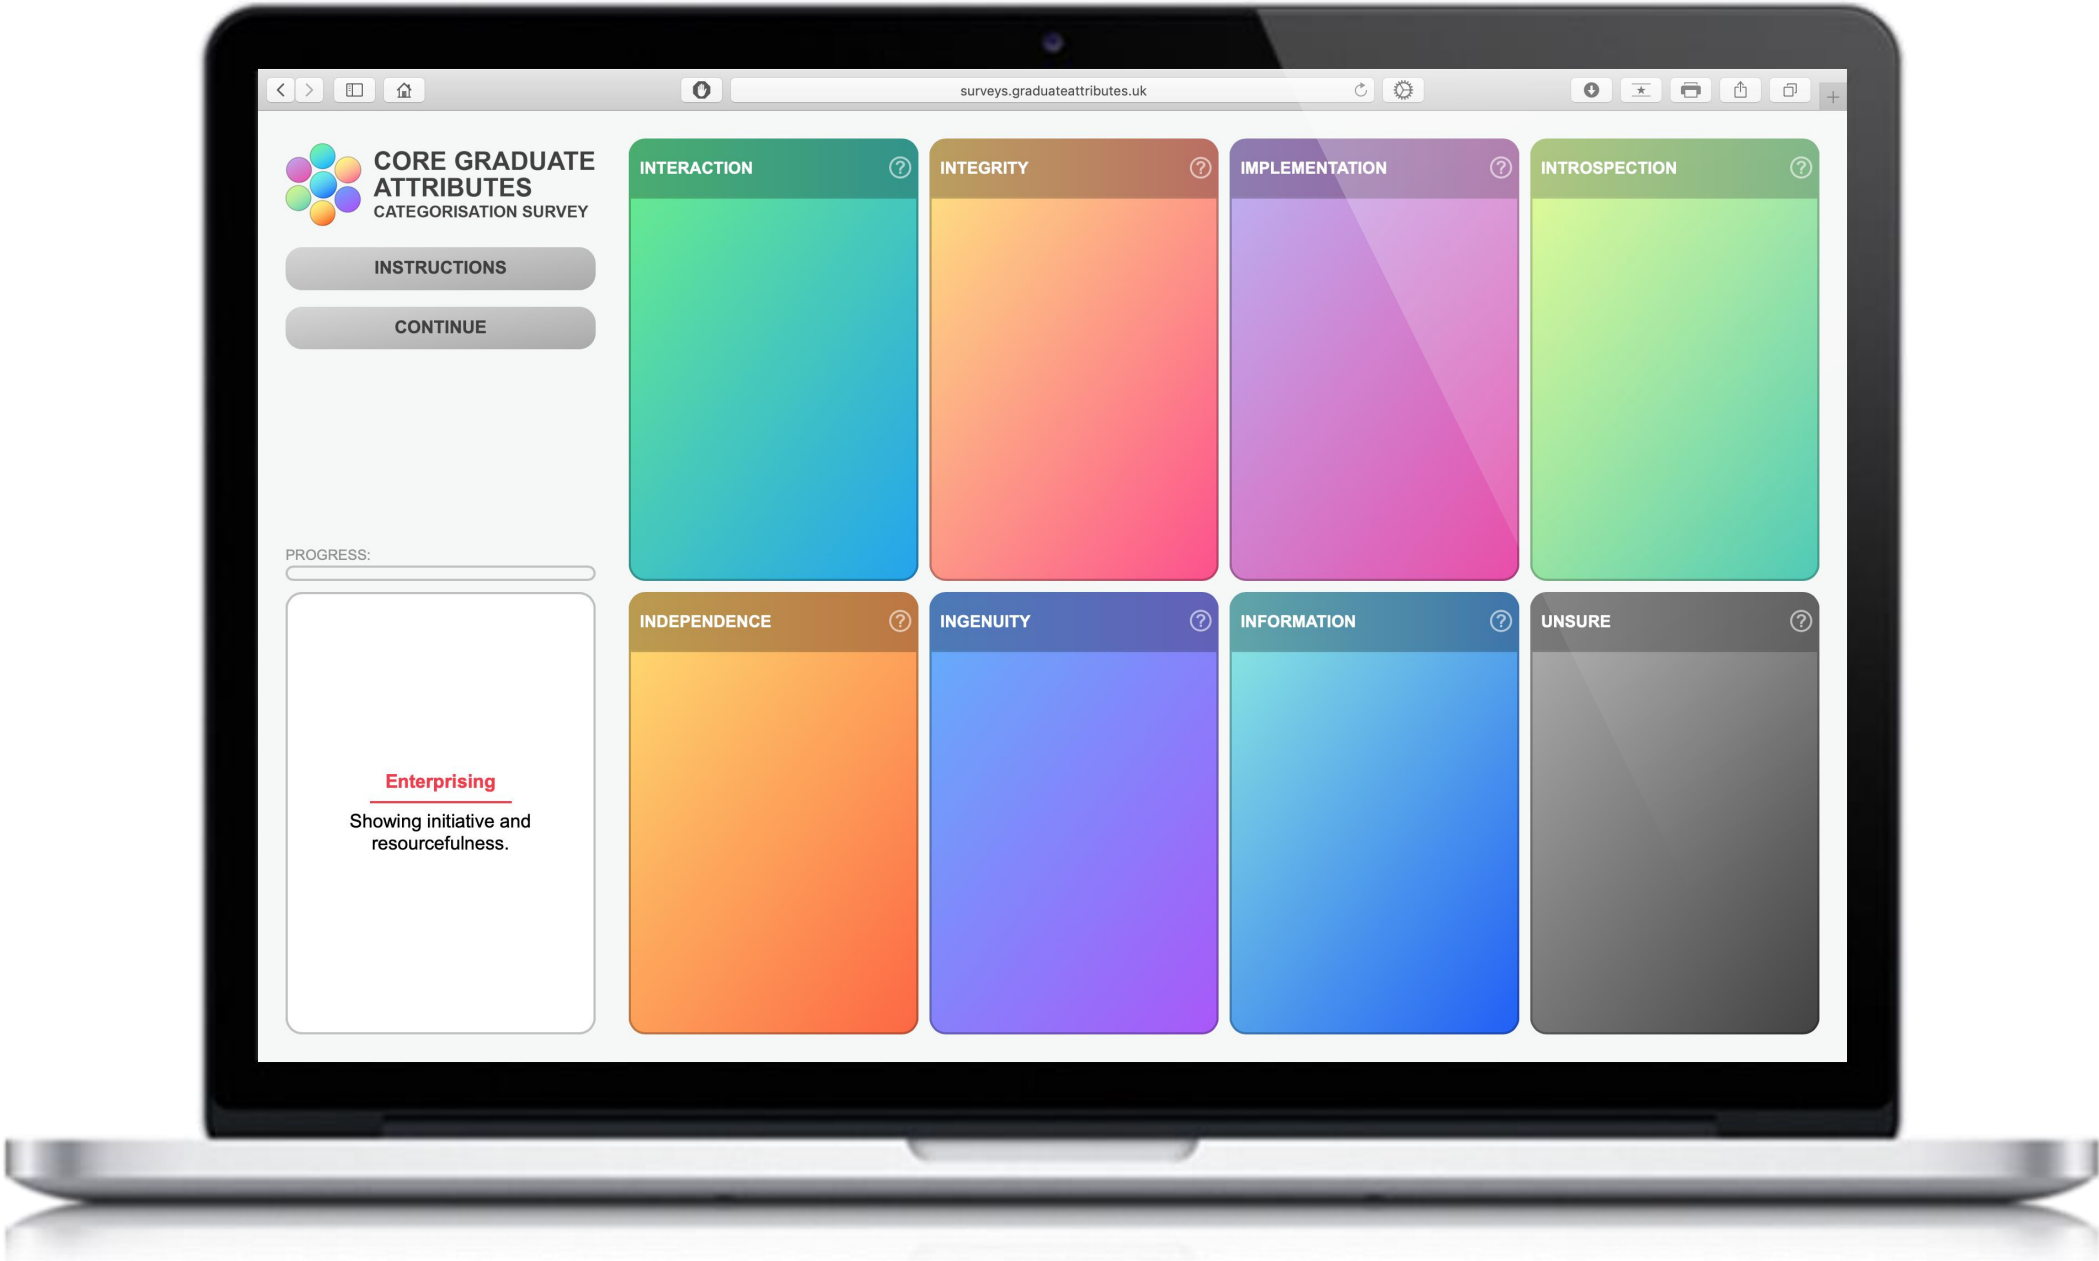 surveys.graduateattributes.uk
CORE GRADUATE
ATTRIBUTES
CATEGORISATION SURVEY
INSTRUCTIONS
CONTINUE
PROGRESS:
Enterprising
Showing initiative and
resourcefulness.
INTERACTION ?
INTEGRITY ?
IMPLEMENTATION ?
INTROSPECTION ?
INDEPENDENCE ?
INGENUITY ?
INFORMATION ?
UNSURE ?